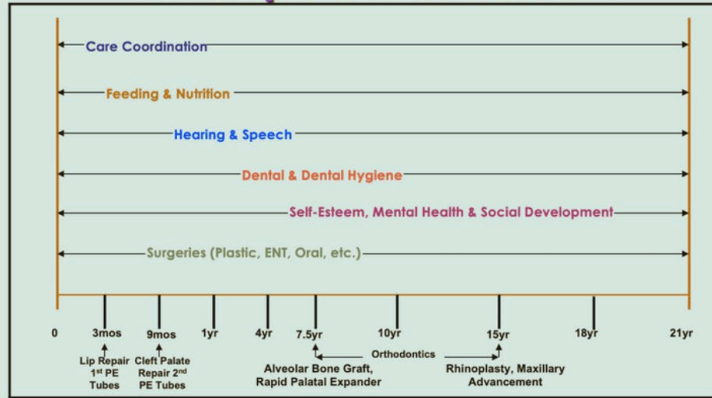 Care Coordination
Feeding & Nutrition
Hearing & Speech
Dental & Dental Hygiene
Self-Esteem, Mental Health & Social Development
Surgeries (Plastic, ENT, Oral, etc.)
0 3mos 9mos 1yr 4yr 7.5yr 10yr 15yr 18yr 21yr
Lip Repair
1st PE
Tubes
Cleft Palate
Repair 2nd
PE Tubes
Orthodontics
Alveolar Bone Graft,
Rapid Palatal Expander
Rhinoplasty, Maxillary
Advancement